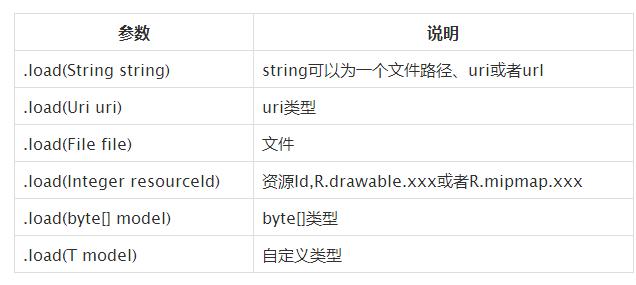 参数 说明
.load(String string) string可以为一个文件路径、uri或者url
.load(Uri uri) uri类型
.load(File file) 文件
.load(Integer resourceId) 资源Id,R.drawable.xxx或者R.mipmap.xxx
.load(byte[] model) byte[]类型
.load(T model) 自定义类型